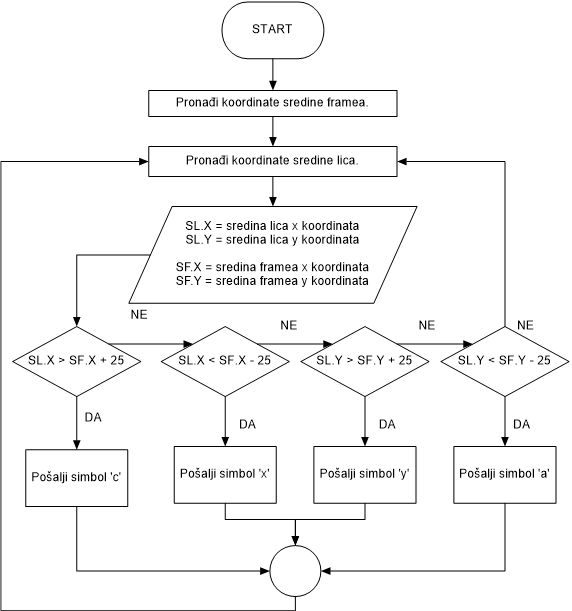 START
Pronađi koordinate sredine framea.
Pronađi koordinate sredine lica.
SL.X = sredina lica x koordinata
SL.Y = sredina lica y koordinata
SF.X = sredina framea x koordinata
SF.Y = sredina framea y koordinata
NE
NE
NE
NE
SL.X > SF.X + 25
SL.X < SF.X - 25
SL.Y > SF.Y + 25
SL.Y < SF.Y - 25
DA
DA
DA
DA
Pošalji simbol 'c'
Pošalji simbol 'x'
Pošalji simbol 'y'
Pošalji simbol 'a'